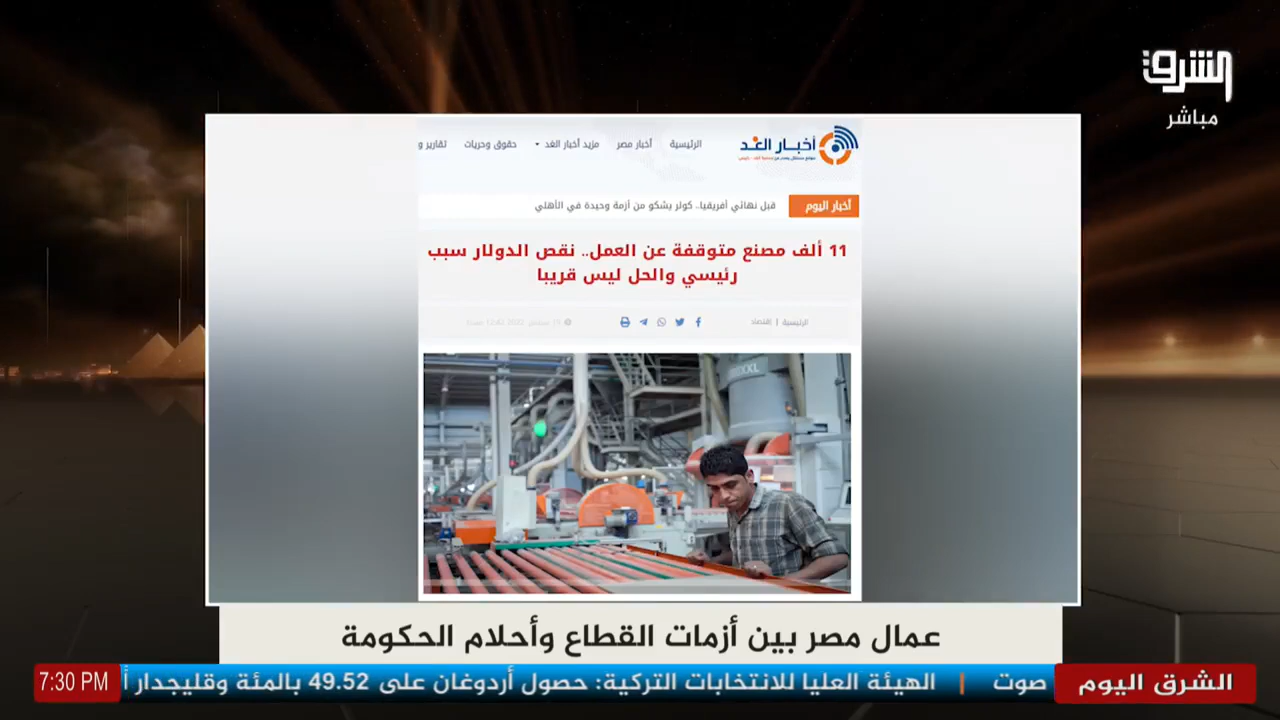 الشرق
مباشر
أخبار الغد
الرئيسية
أخبار مصر
مزيد أخبار الغد
حقوق وحريات
تقارير و
أخبار اليوم
قبل نهائي أفريقيا.. كولر يشكو من أزمة وحيدة في الأهلي
11 ألف مصنع متوقفة عن العمل.. نقص الدولار سبب
رئيسي والحل ليس قريبا
الرئيسية | إقتصاد
عمال مصر بين أزمات القطاع وأحلام الحكومة
الشرق اليوم
صوت | الهيئة العليا للانتخابات التركية: حصول أردوغان على 49.52 بالمئة وقليجدار أ
7:30 PM